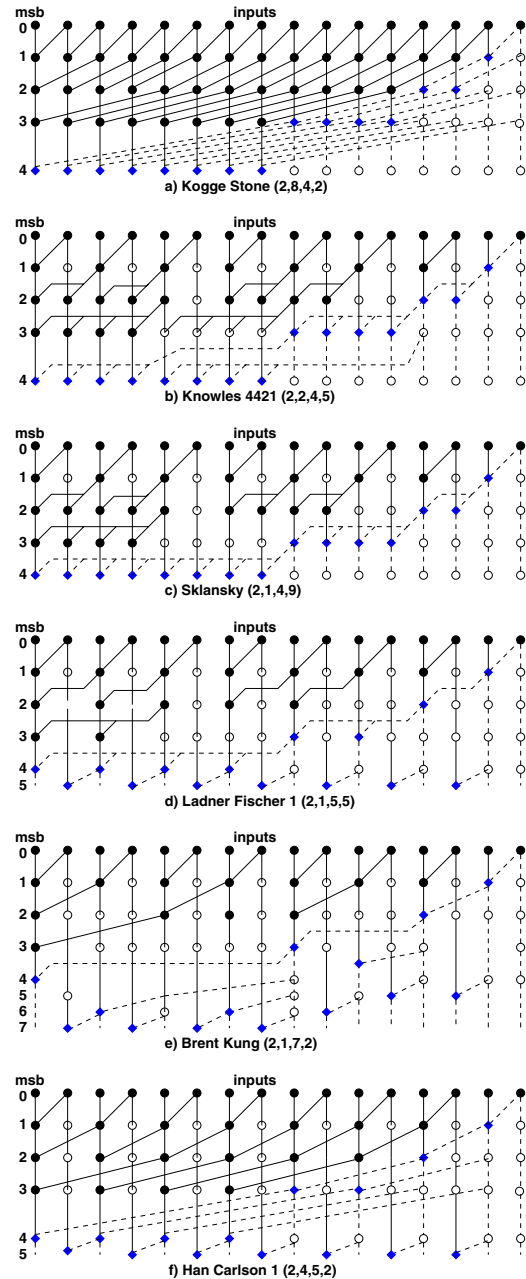 msb inputs
0
1
2
3
4
a) Kogge Stone (2,8,4,2)
msb inputs
0
1
2
3
4
b) Knowles 4421 (2,2,4,5)
msb inputs
0
1
2
3
4
c) Sklansky (2,1,4,9)
msb inputs
0
1
2
3
4
5
d) Ladner Fischer 1 (2,1,5,5)
msb inputs
0
1
2
3
4
5
6
7
e) Brent Kung (2,1,7,2)
msb inputs
0
1
2
3
4
5
f) Han Carlson 1 (2,4,5,2)